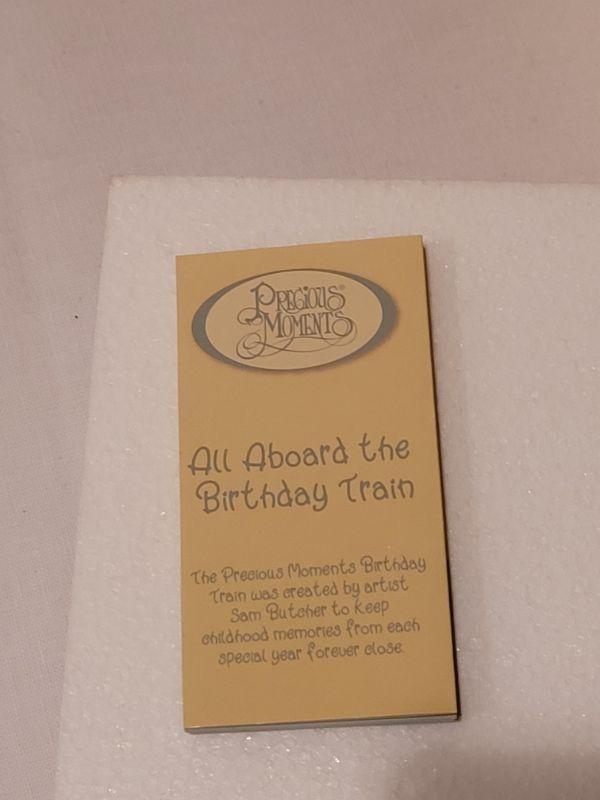 PRECIOUS®
MOMENTS
All Aboard the
Birthday Train
The Precious Moments Birthday
Train was created by artist
Sam Butcher to keep
childhood memories from each
special year forever close.